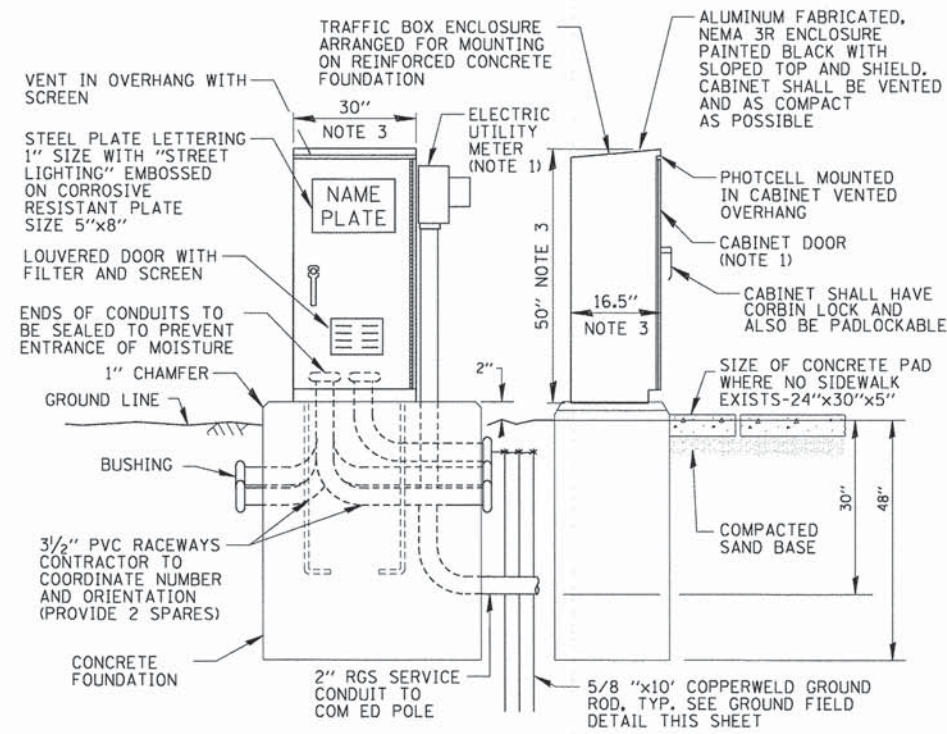 TRAFFIC BOX ENCLOSURE
ARRANGED FOR MOUNTING
ON REINFORCED CONCRETE
FOUNDATION
ALUMINUM FABRICATED,
NEMA 3R ENCLOSURE
PAINTED BLACK WITH
SLOPED TOP AND SHIELD.
CABINET SHALL BE VENTED
AND AS COMPACT
AS POSSIBLE
VENT IN OVERHANG WITH
SCREEN
30"
NOTE 3
ELECTRIC
UTILITY
METER
(NOTE 1)
STEEL PLATE LETTERING
1" SIZE WITH "STREET
LIGHTING" EMBOSSED
ON CORROSIVE
RESISTANT PLATE
SIZE 5"x8"
NAME
PLATE
PHOTCELL MOUNTED
IN CABINET VENTED
OVERHANG
CABINET DOOR
(NOTE 1)
50" NOTE 3
16.5"
NOTE 3
CABINET SHALL HAVE
CORBIN LOCK AND
ALSO BE PADLOCKABLE
LOUVERED DOOR WITH
FILTER AND SCREEN
ENDS OF CONDUITS TO
BE SEALED TO PREVENT
ENTRANCE OF MOISTURE
1" CHAMFER
2"
SIZE OF CONCRETE PAD
WHERE NO SIDEWALK
EXISTS-24"x30"x5"
GROUND LINE
BUSHING
30"
48"
COMPACTED
SAND BASE
3½" PVC RACEWAYS
CONTRACTOR TO
COORDINATE NUMBER
AND ORIENTATION
(PROVIDE 2 SPARES)
CONCRETE
FOUNDATION
2" RGS SERVICE
CONDUIT TO
COM ED POLE
5/8 "x10' COPPERWELD GROUND
ROD, TYP. SEE GROUND FIELD
DETAIL THIS SHEET